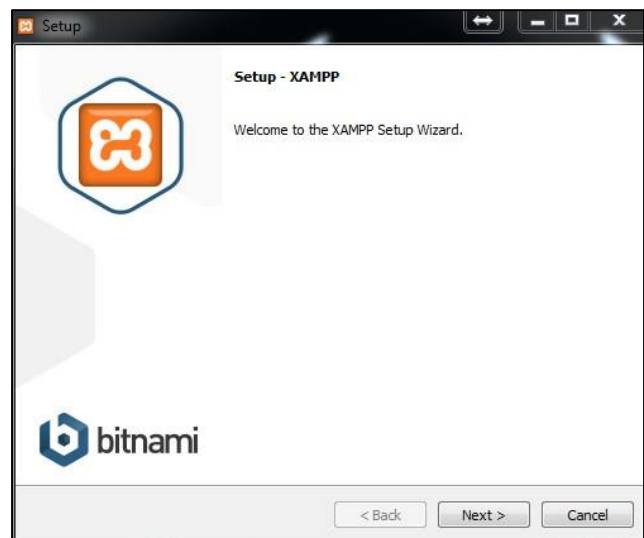 Setup
Setup - XAMPP
Welcome to the XAMPP Setup Wizard.
bitnami
< Back
Next >
Cancel